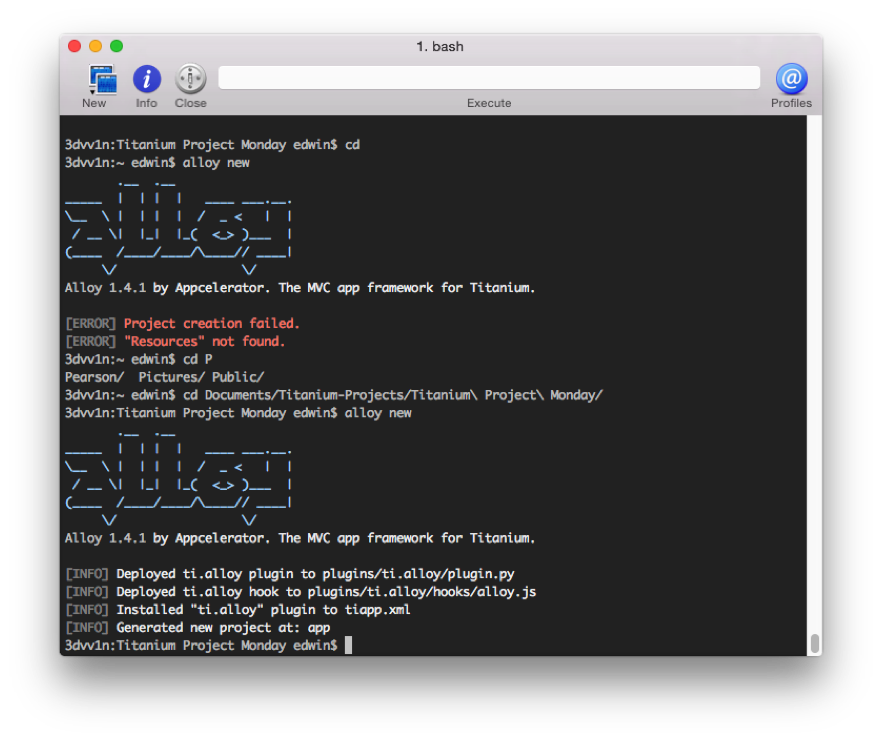 1. bash
New Info Close Execute Profiles
3dvv1n:Titanium Project Monday edwin$ cd
3dvv1n:~ edwin$ alloy new
alloy
Alloy 1.4.1 by Appcelerator. The MVC app framework for Titanium.
[ERROR] Project creation failed.
[ERROR] "Resources" not found.
3dvv1n:~ edwin$ cd P
Pearson/  Pictures/ Public/
3dvv1n:~ edwin$ cd Documents/Titanium-Projects/Titanium\ Project\ Monday/
3dvv1n:Titanium Project Monday edwin$ alloy new
alloy
Alloy 1.4.1 by Appcelerator. The MVC app framework for Titanium.
[INFO] Deployed ti.alloy plugin to plugins/ti.alloy/plugin.py
[INFO] Deployed ti.alloy hook to plugins/ti.alloy/hooks/alloy.js
[INFO] Installed "ti.alloy" plugin to tiapp.xml
[INFO] Generated new project at: app
3dvv1n:Titanium Project Monday edwin$